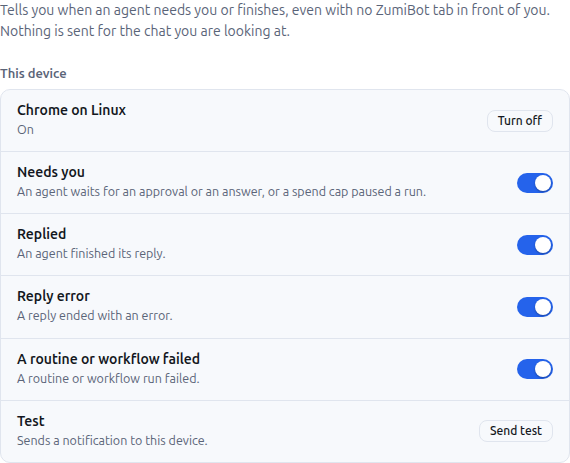 Tells you when an agent needs you or finishes, even with no ZumiBot tab in front of you.
Nothing is sent for the chat you are looking at.
This device
Chrome on Linux
On
Turn off
Needs you
An agent waits for an approval or an answer, or a spend cap paused a run.
Replied
An agent finished its reply.
Reply error
A reply ended with an error.
A routine or workflow failed
A routine or workflow run failed.
Test
Sends a notification to this device.
Send test